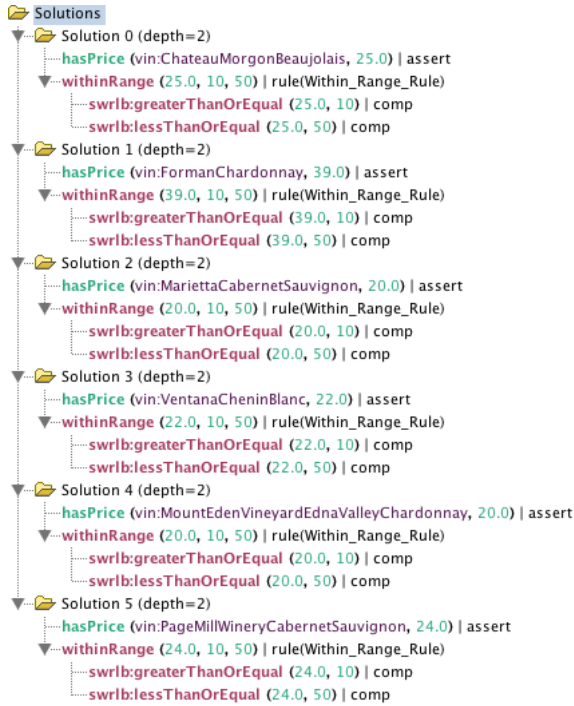 Solutions
Solution 0 (depth=2)
hasPrice (vin:ChateauMorgonBeaujolais, 25.0) | assert
withinRange (25.0, 10, 50) | rule(Within_Range_Rule)
swrlb:greaterThanOrEqual (25.0, 10) | comp
swrlb:lessThanOrEqual (25.0, 50) | comp
Solution 1 (depth=2)
hasPrice (vin:FormanChardonnay, 39.0) | assert
withinRange (39.0, 10, 50) | rule(Within_Range_Rule)
swrlb:greaterThanOrEqual (39.0, 10) | comp
swrlb:lessThanOrEqual (39.0, 50) | comp
Solution 2 (depth=2)
hasPrice (vin:MariettaCabernetSauvignon, 20.0) | assert
withinRange (20.0, 10, 50) | rule(Within_Range_Rule)
swrlb:greaterThanOrEqual (20.0, 10) | comp
swrlb:lessThanOrEqual (20.0, 50) | comp
Solution 3 (depth=2)
hasPrice (vin:VentanaCheninBlanc, 22.0) | assert
withinRange (22.0, 10, 50) | rule(Within_Range_Rule)
swrlb:greaterThanOrEqual (22.0, 10) | comp
swrlb:lessThanOrEqual (22.0, 50) | comp
Solution 4 (depth=2)
hasPrice (vin:MountEdenVineyardEdnaValleyChardonnay, 20.0) | assert
withinRange (20.0, 10, 50) | rule(Within_Range_Rule)
swrlb:greaterThanOrEqual (20.0, 10) | comp
swrlb:lessThanOrEqual (20.0, 50) | comp
Solution 5 (depth=2)
hasPrice (vin:PageMillWineryCabernetSauvignon, 24.0) | assert
withinRange (24.0, 10, 50) | rule(Within_Range_Rule)
swrlb:greaterThanOrEqual (24.0, 10) | comp
swrlb:lessThanOrEqual (24.0, 50) | comp